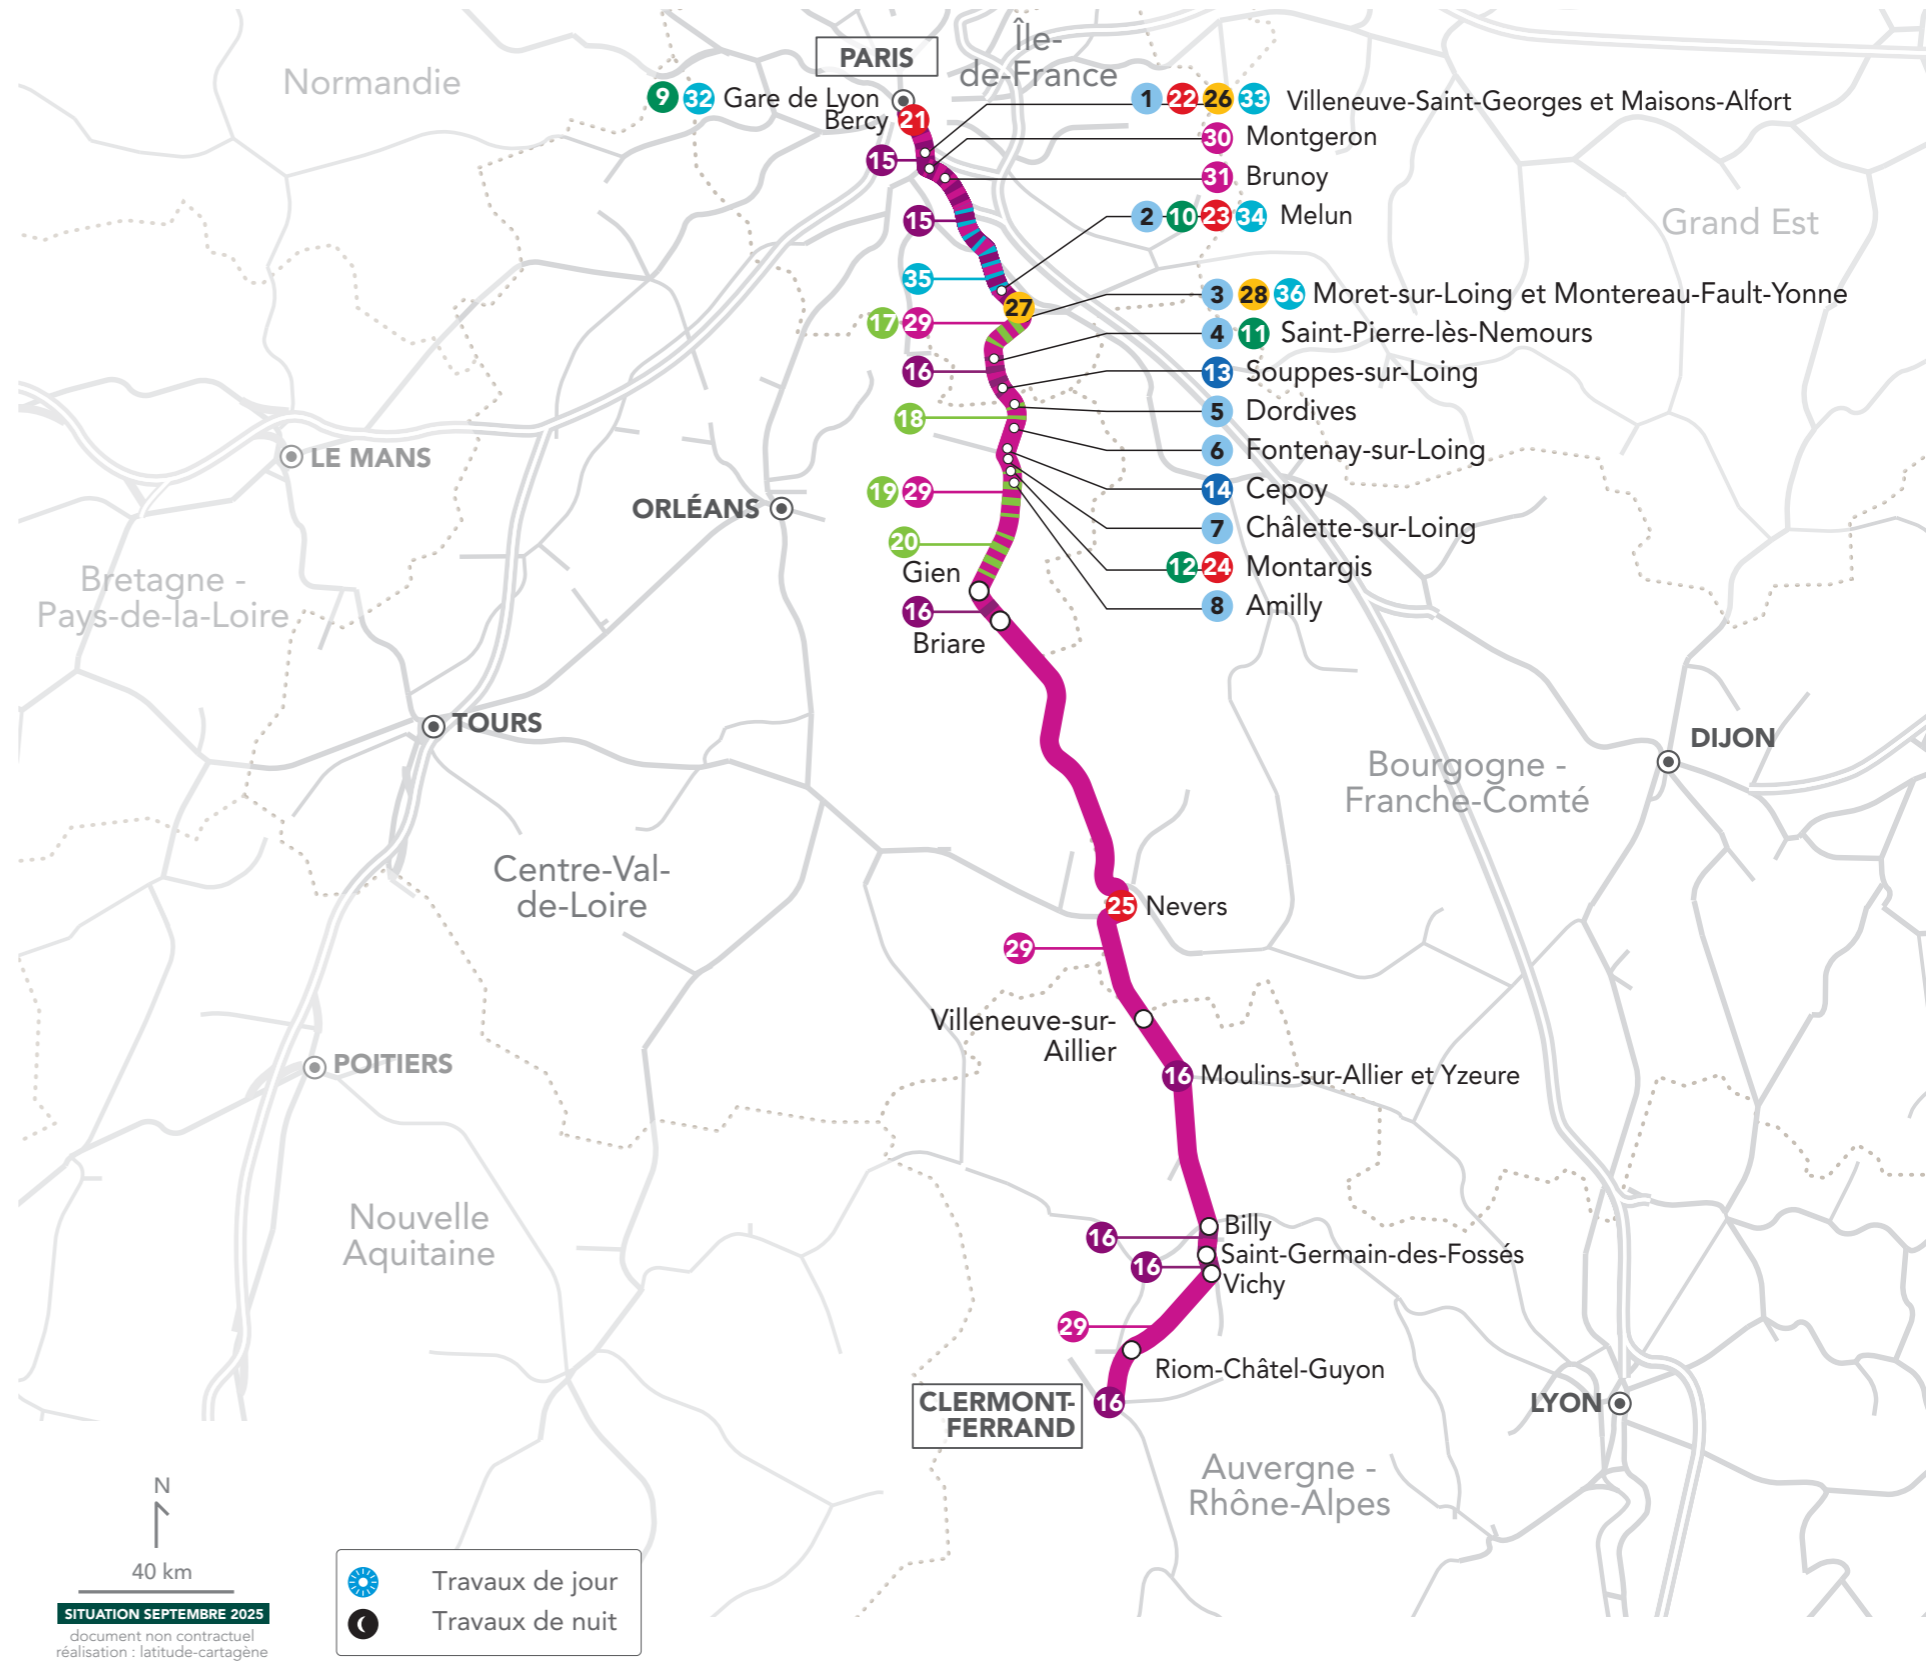 PARIS
Île-
de-France
Normandie
9 32 Gare de Lyon
Bercy 21
1 22 26 33 Villeneuve-Saint-Georges et Maisons-Alfort
30 Montgeron
15
31 Brunoy
15
2 10 23 34 Melun
Grand Est
35
27
3 28 36 Moret-sur-Loing et Montereau-Fault-Yonne
17 29
4 11 Saint-Pierre-lès-Nemours
16
13 Souppes-sur-Loing
18
5 Dordives
6 Fontenay-sur-Loing
LE MANS
19 29
14 Cepoy
ORLÉANS
7 Châlette-sur-Loing
20
12 24 Montargis
Gien
8 Amilly
16
Briare
Bretagne -
Pays-de-la-Loire
TOURS
DIJON
Bourgogne -
Franche-Comté
Centre-Val-
de-Loire
25 Nevers
29
Villeneuve-sur-
Aillier
POITIERS
16 Moulins-sur-Allier et Yzeure
Nouvelle
Aquitaine
Billy
16
Saint-Germain-des-Fossés
16
Vichy
29
Riom-Châtel-Guyon
CLERMONT-
FERRAND
16
LYON
Auvergne -
Rhône-Alpes
N
40 km
SITUATION SEPTEMBRE 2025
document non contractuel
réalisation : latitude-cartagène
Travaux de jour
Travaux de nuit